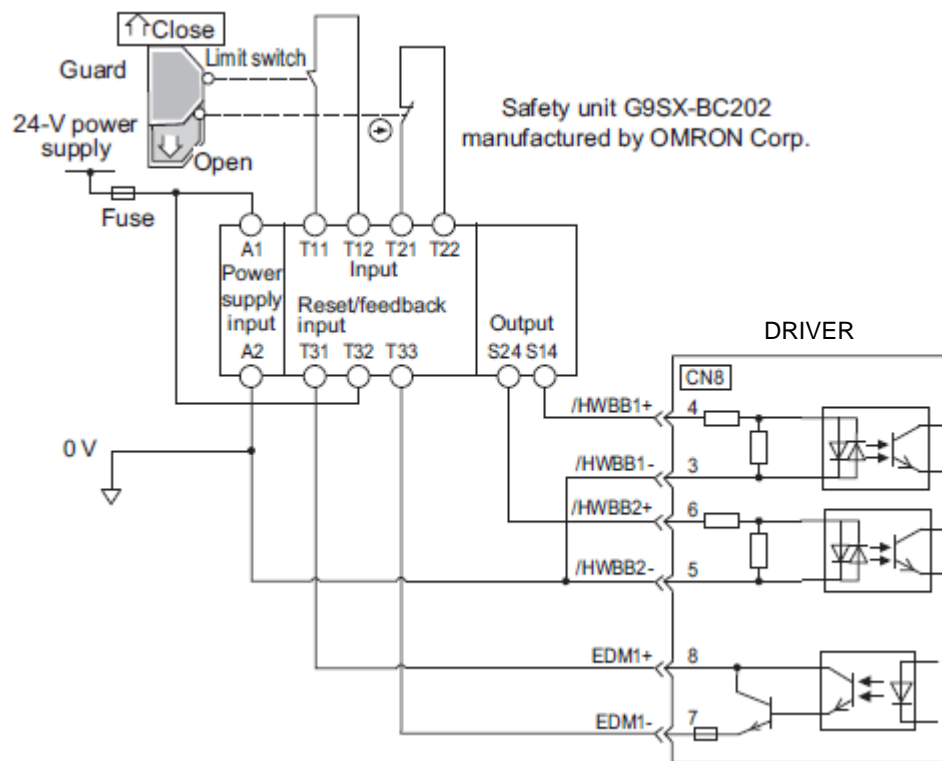 Close
Guard
Limit switch
24-V power
supply
Open
Fuse
Safety unit G9SX-BC202
manufactured by OMRON Corp.
A1
T11
T12
T21
T22
Power
supply
input
Input
Reset/feedback
input
Output
A2
T31
T32
T33
S24
S14
DRIVER
CN8
0 V
/HWBB1+
4
/HWBB1-
3
/HWBB2+
6
/HWBB2-
5
EDM1+
8
EDM1-
7